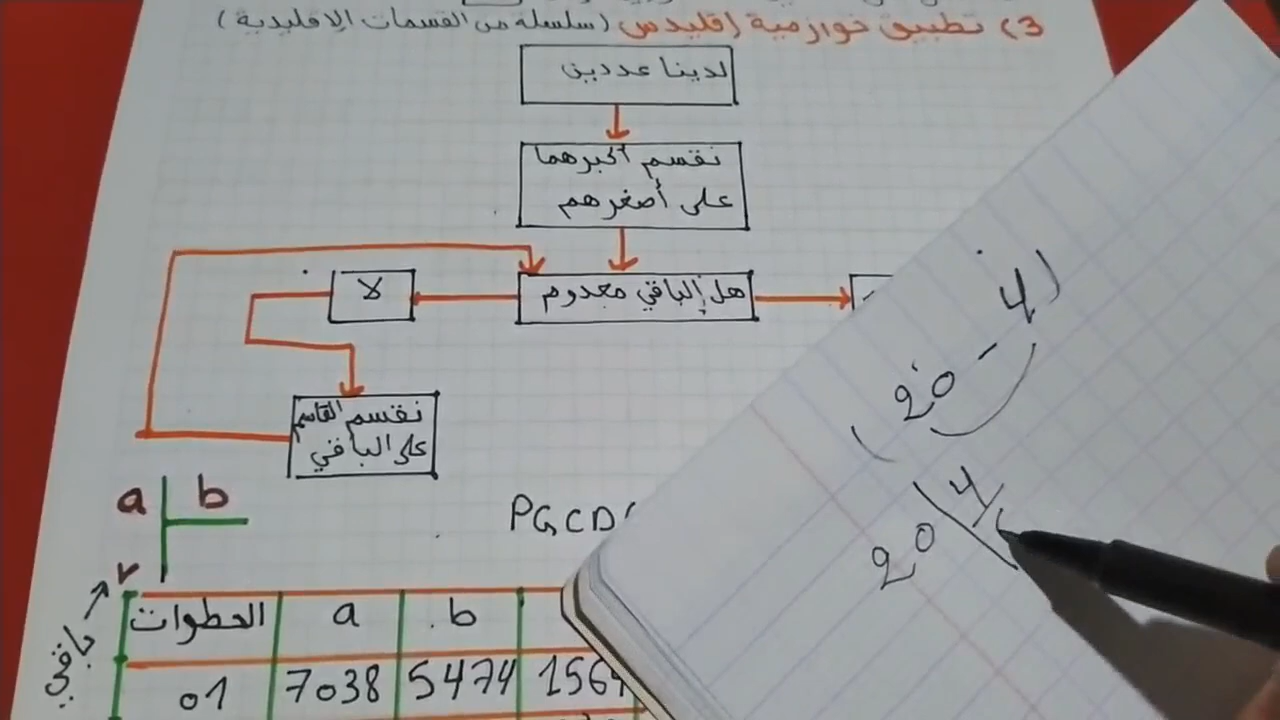 3) تطبيق خوارزمية إقليدس (سلسلة من القسمات الإقليدية)
لدينا عددين
نقسم أكبرهما
على أصغرهم
هل الباقي معدوم
لا
نقسم القاسم
على الباقي
a b
r
باقي
PGCD(
الخطوات a b
01 7038 5474 1564
(20 - 4)
20 4